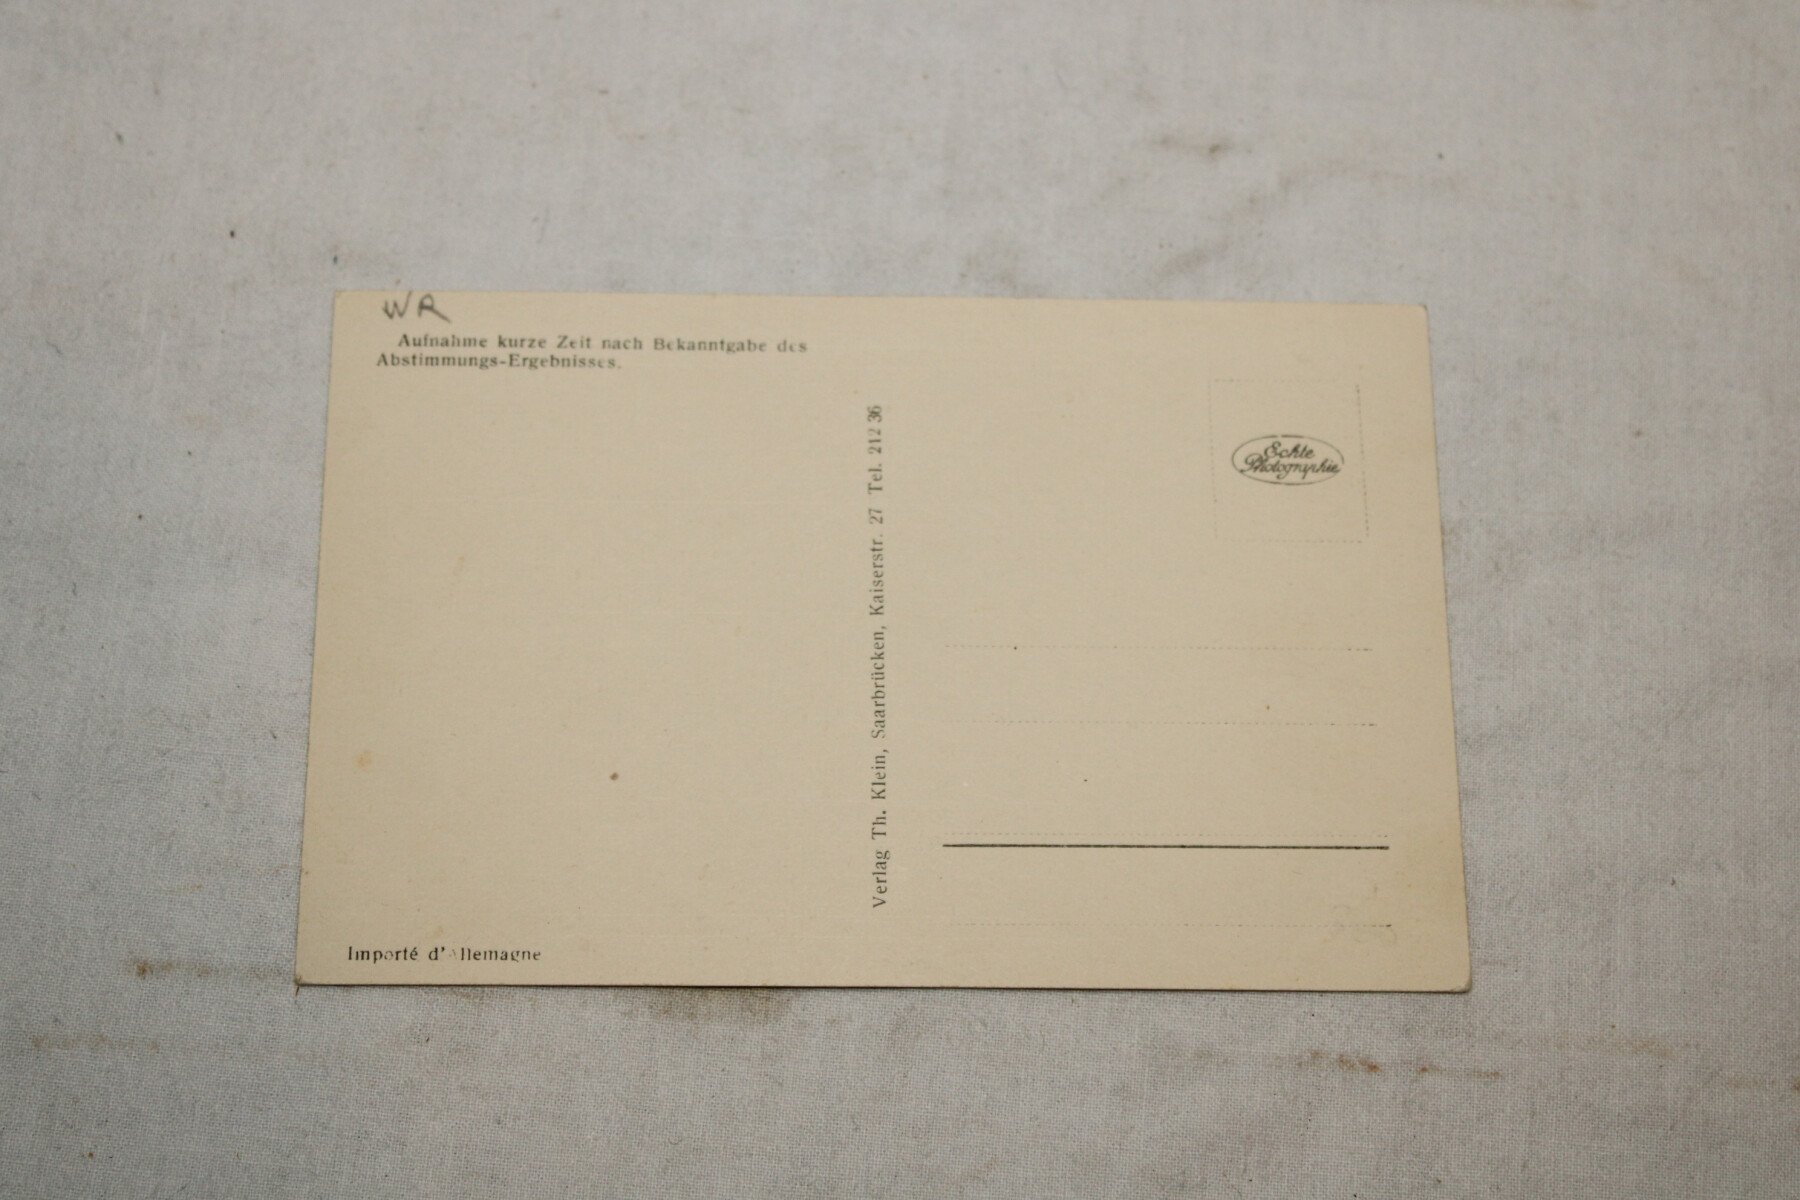 WR
Aufnahme kurze Zeit nach Bekanntgabe des
Abstimmungs-Ergebnisses.
Verlag Th. Klein, Saarbrücken, Kaiserstr. 27 Tel. 212 36
Echte
Photographie
Importé d'Allemagne